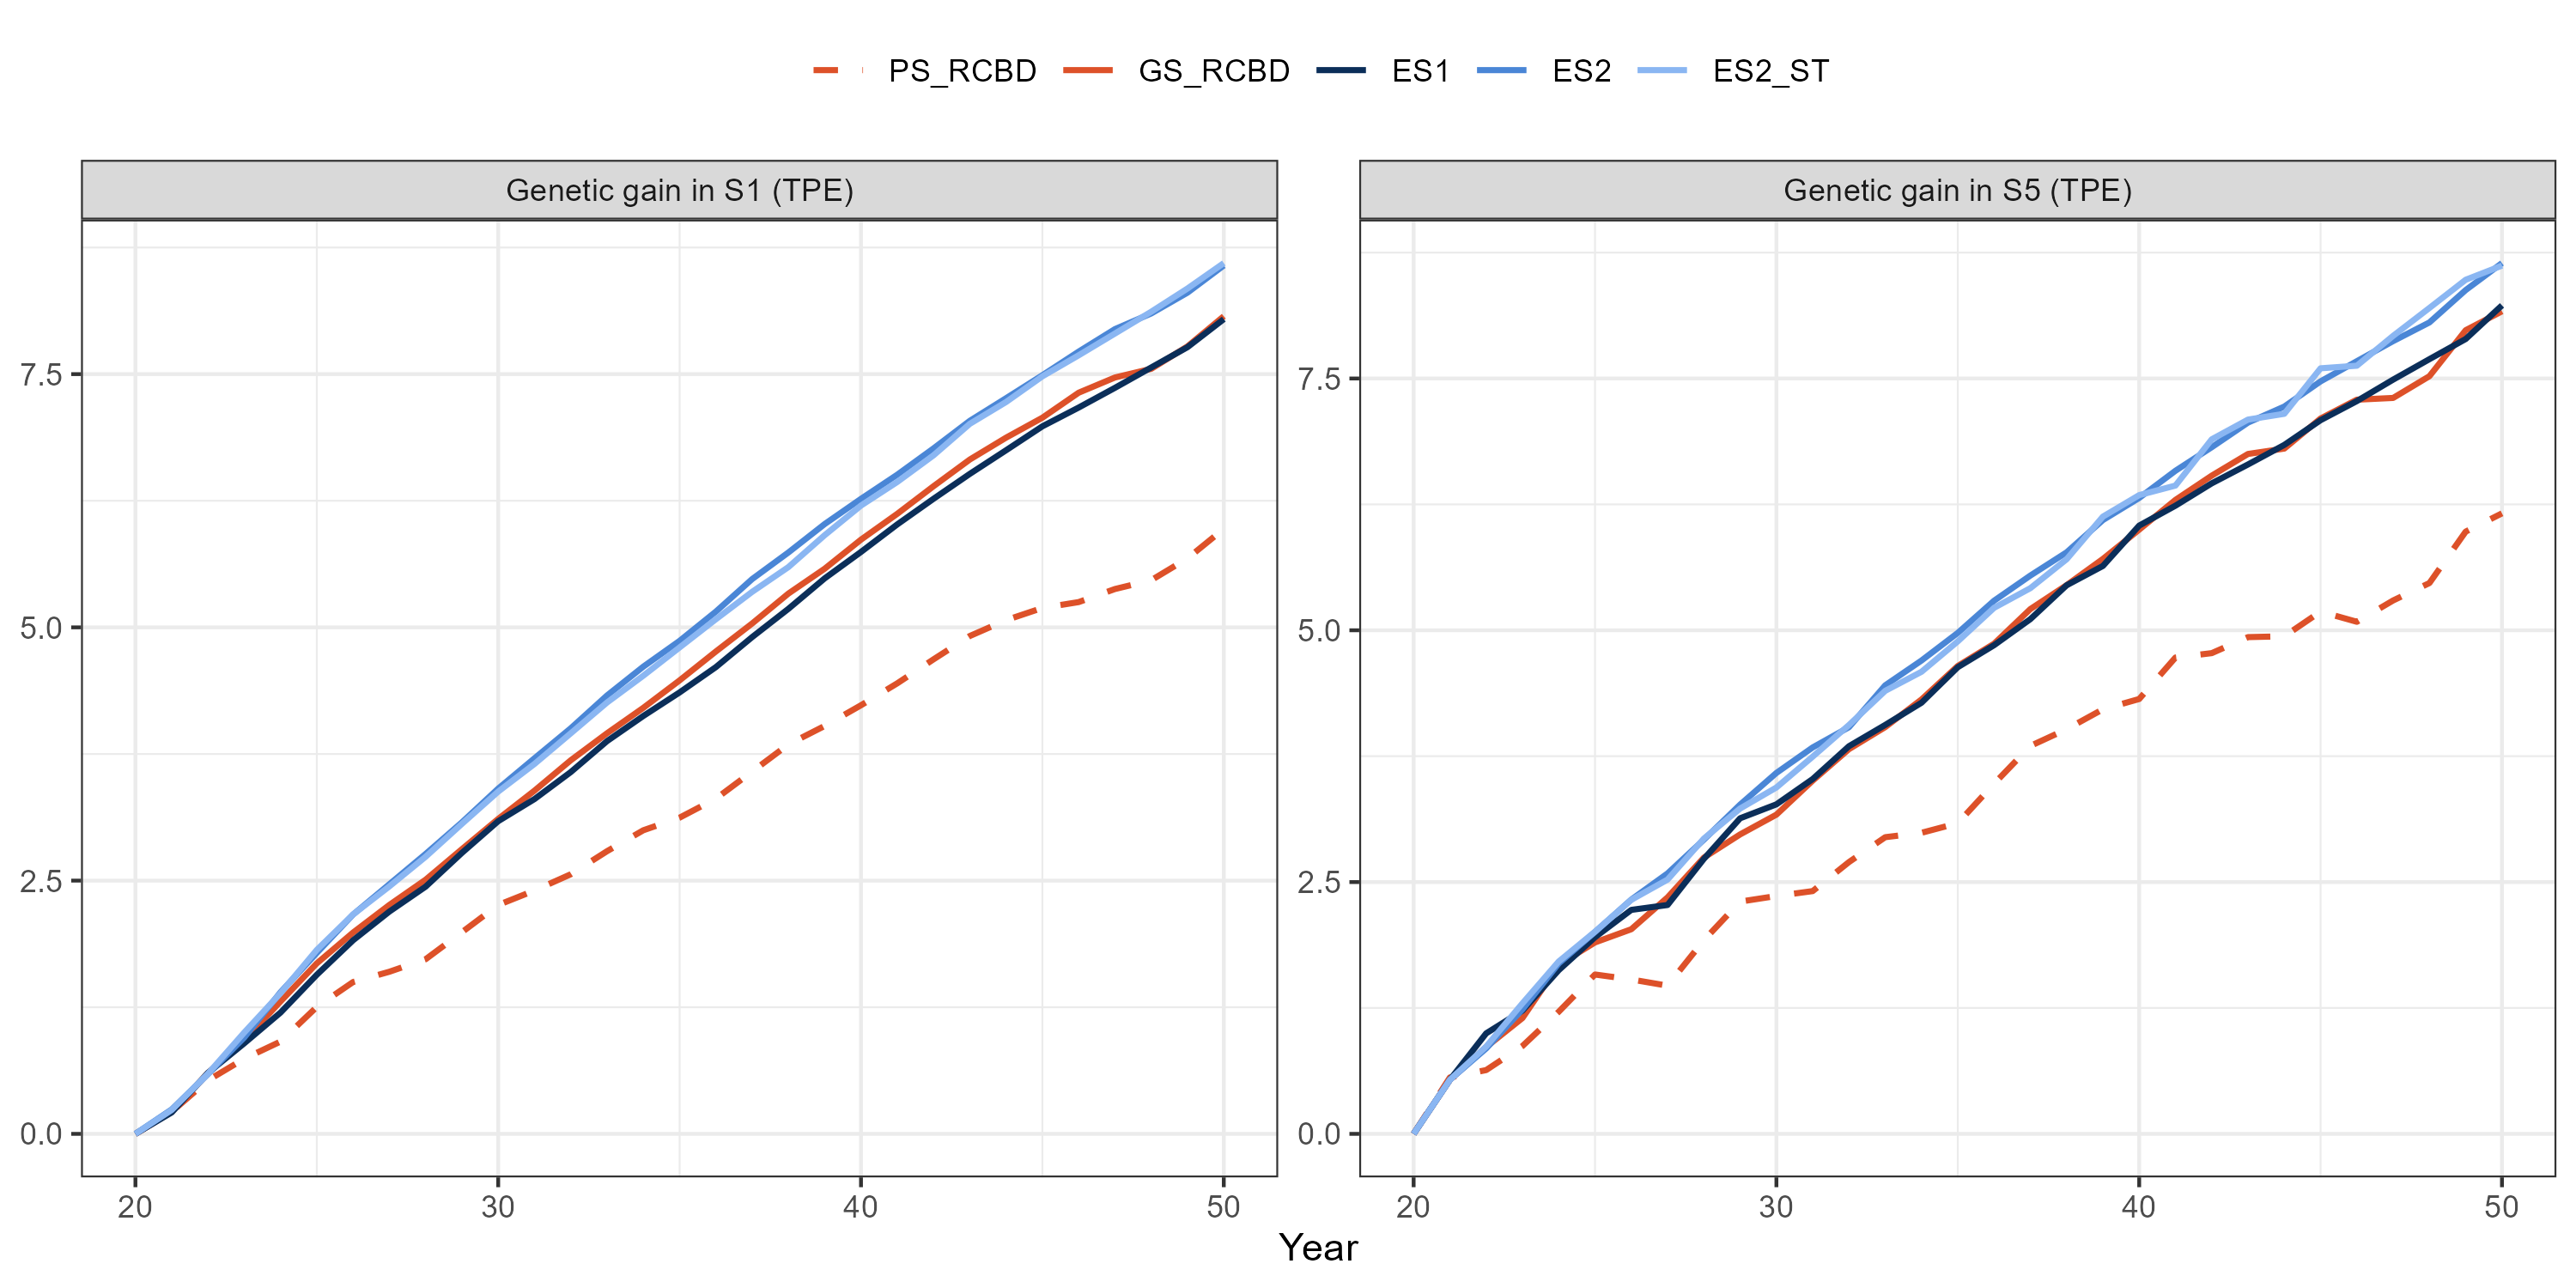 PS_RCBD GS_RCBD ES1 ES2 ES2_ST
Genetic gain in S1 (TPE) Genetic gain in S5 (TPE)
7.5 7.5
5.0 5.0
2.5 2.5
0.0 0.0
20 30 40 50 20 30 40 50
Year